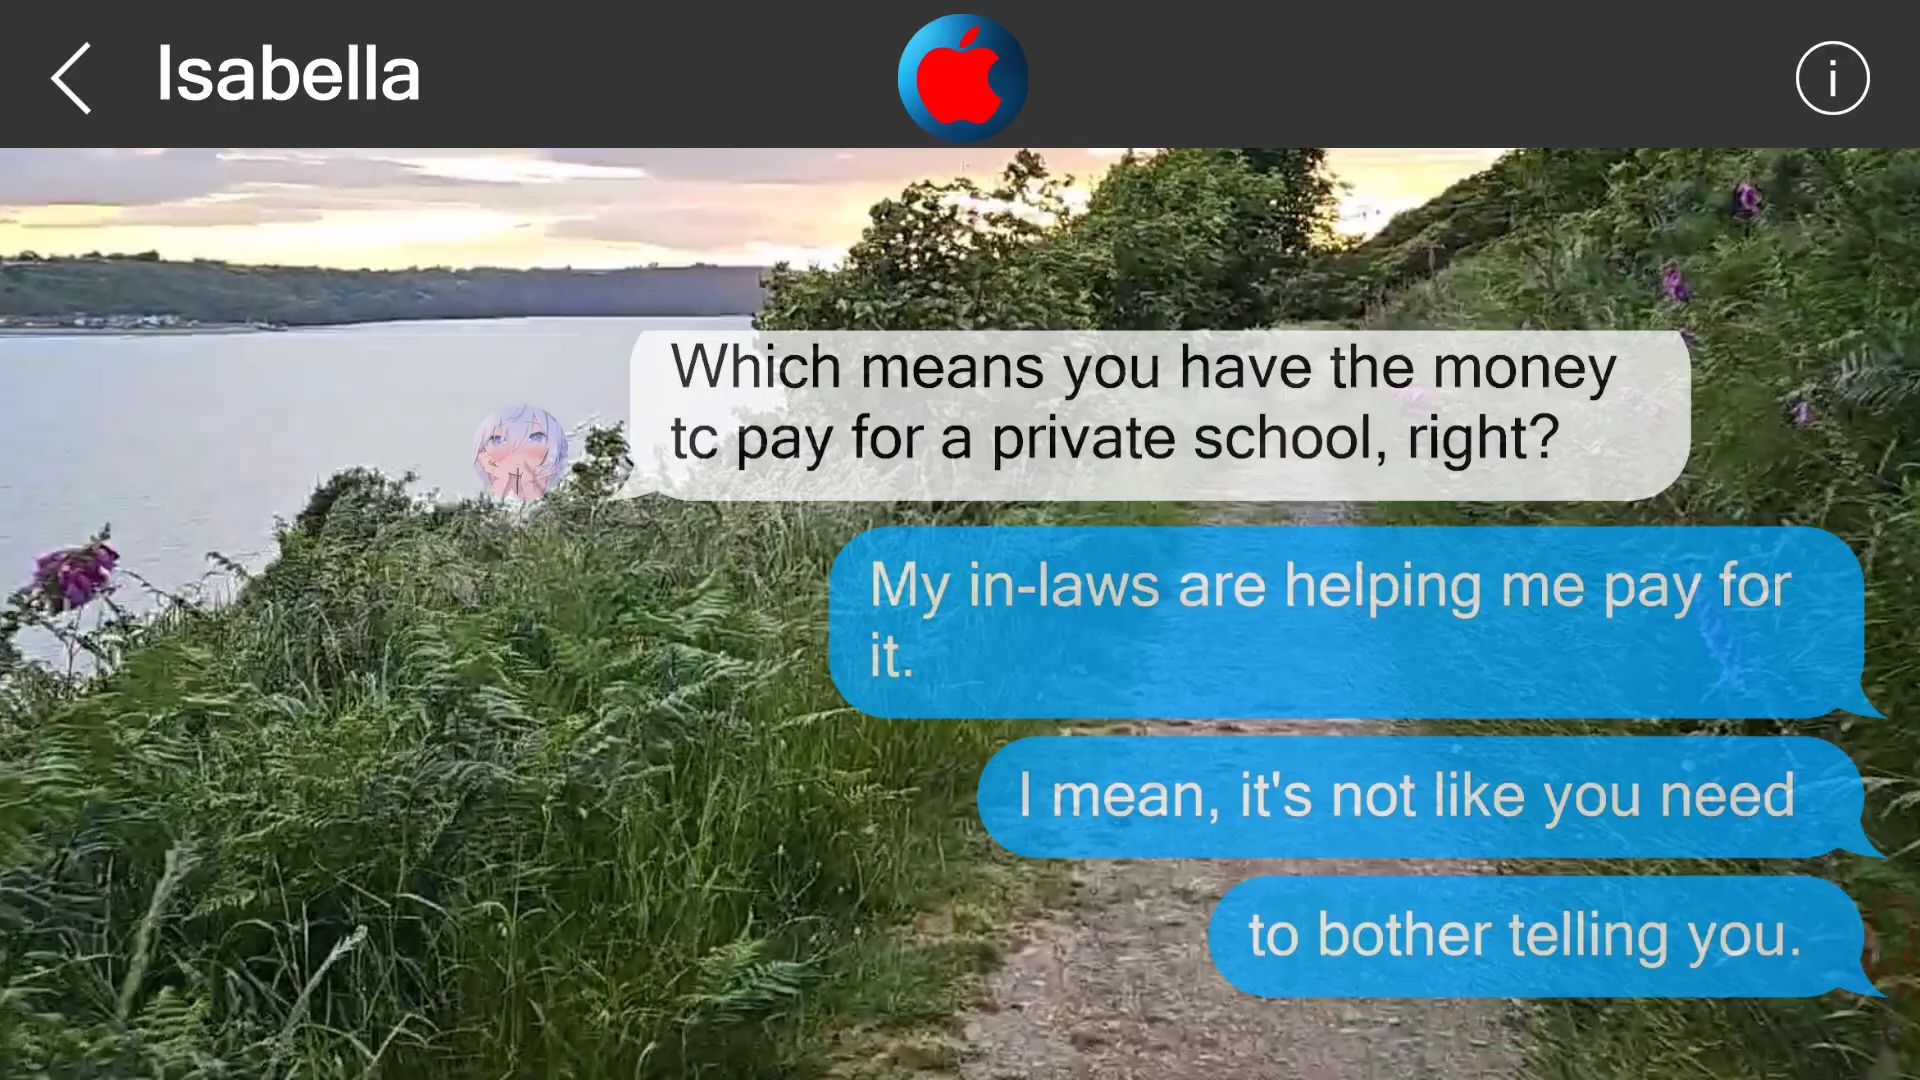 Isabella
i
Which means you have the money
tc pay for a private school, right?
My in-laws are helping me pay for
it.
I mean, it's not like you need
to bother telling you.